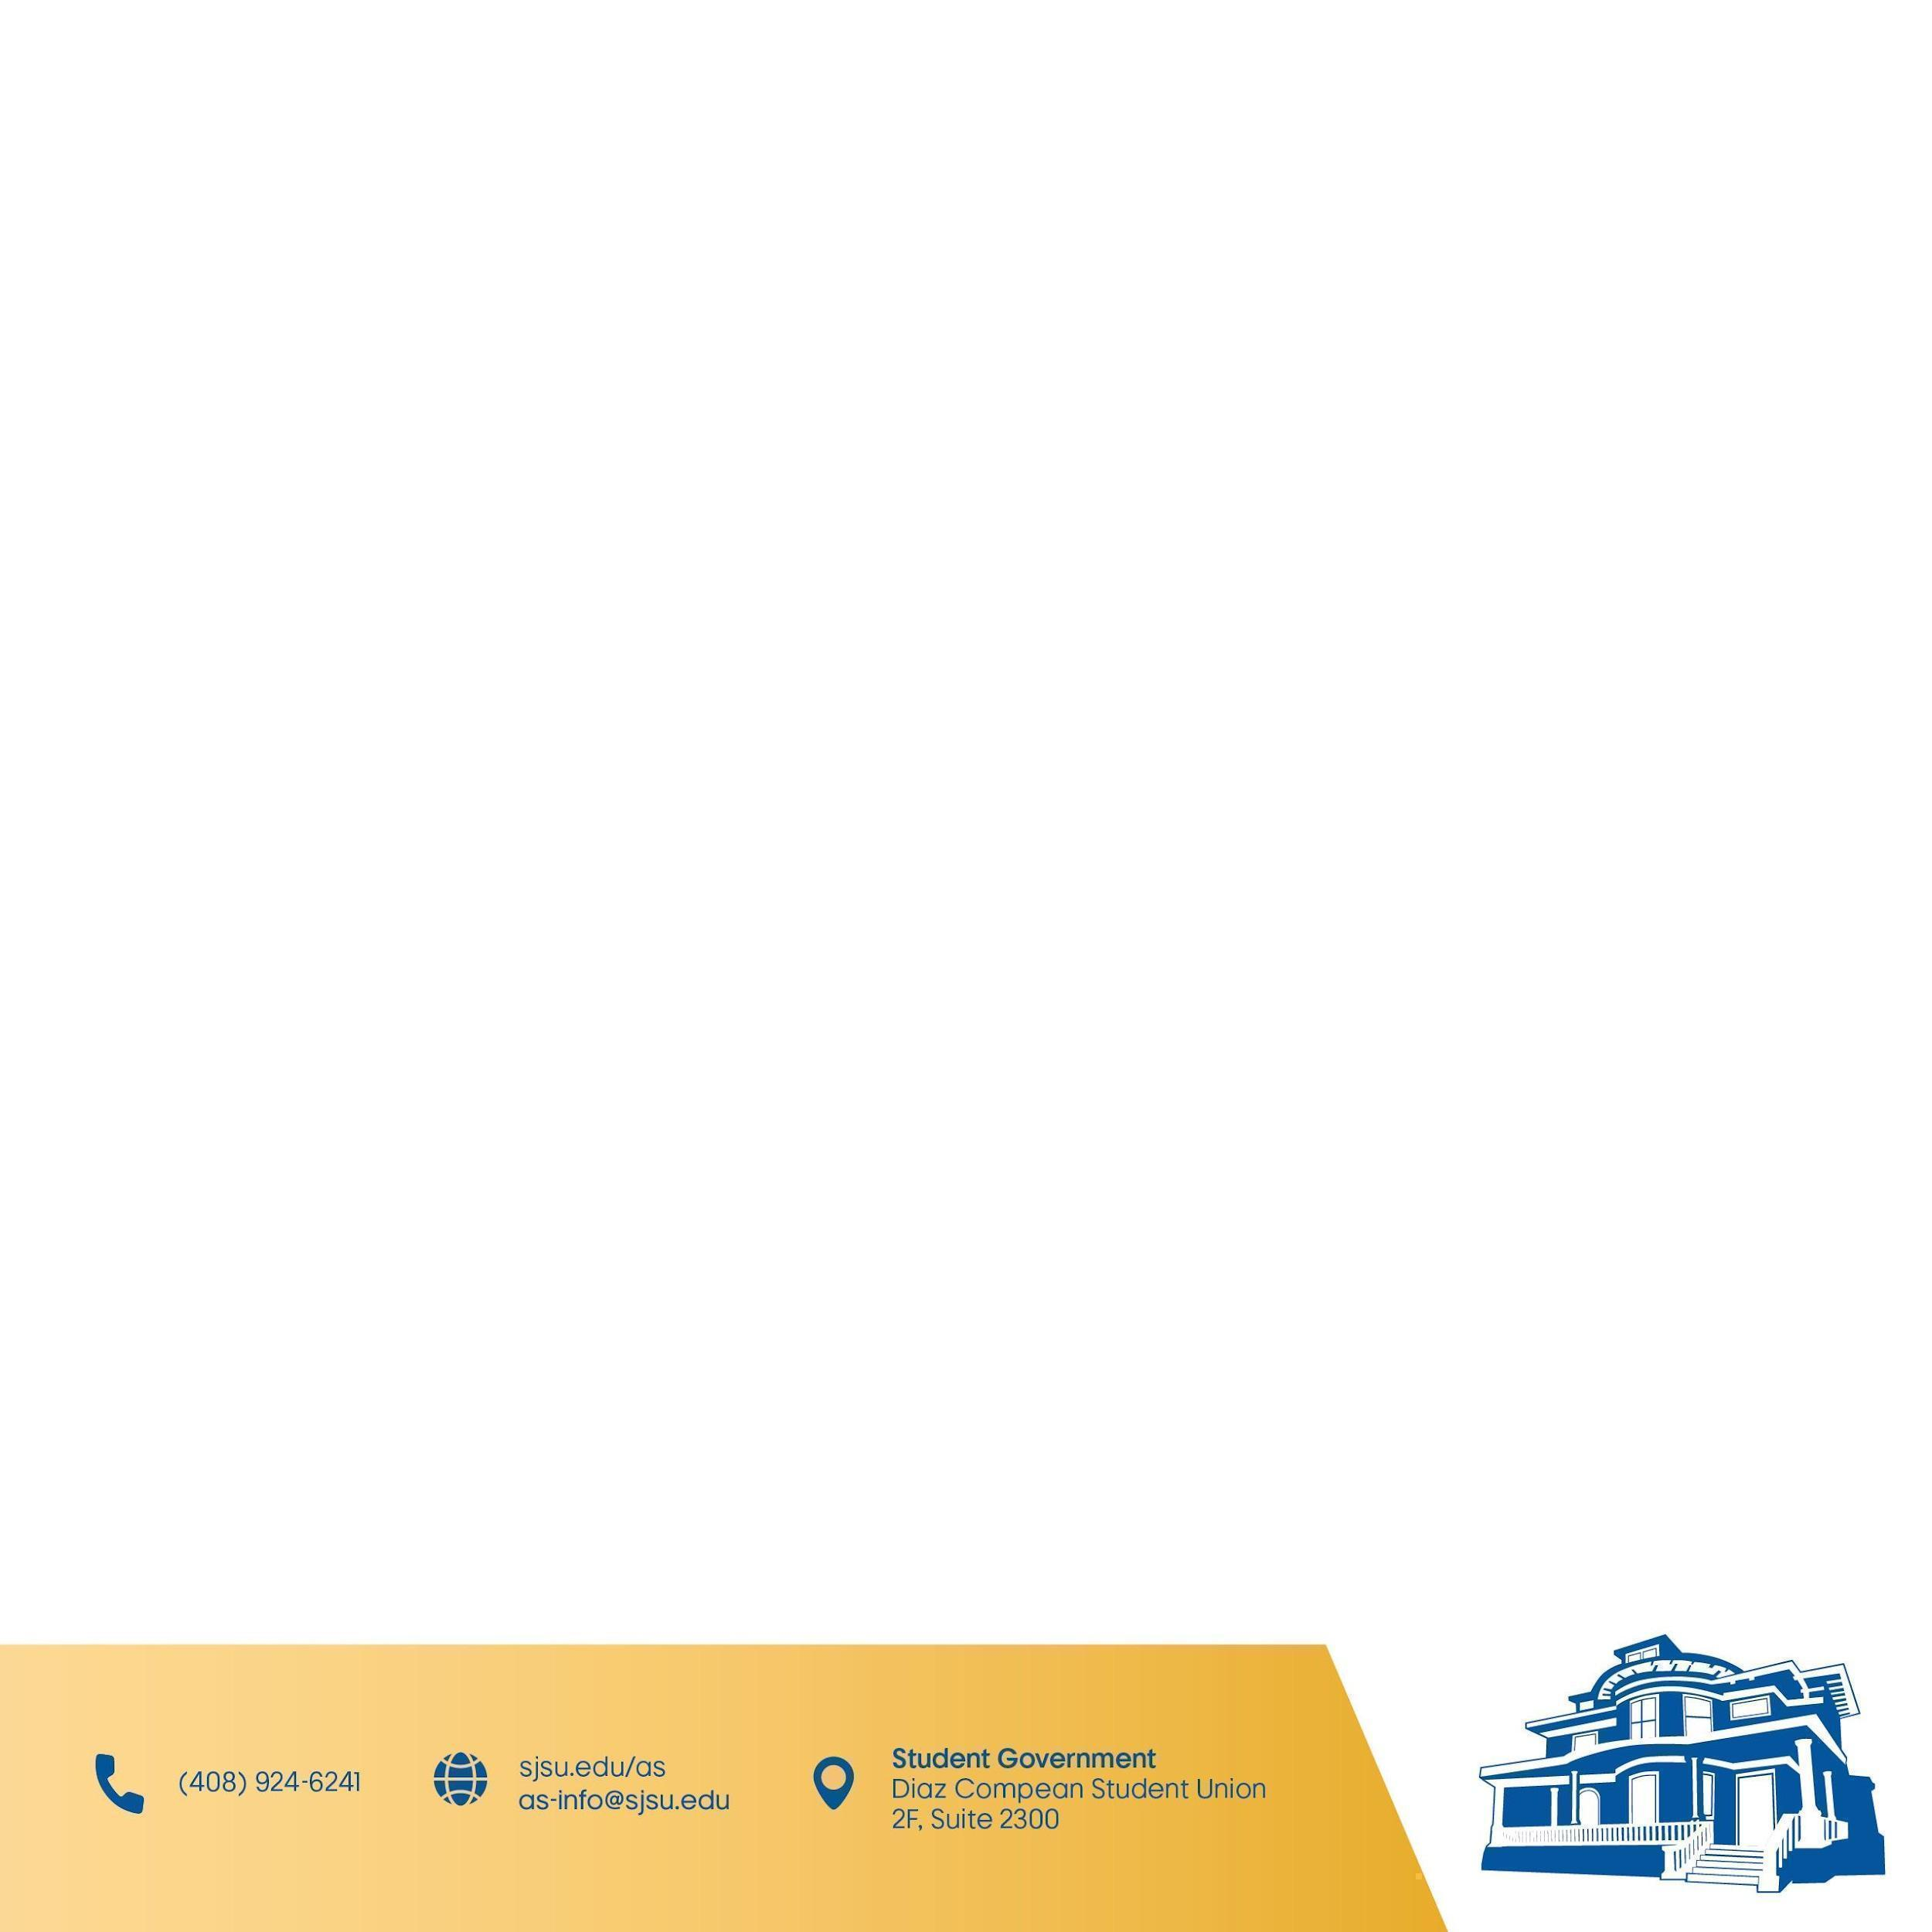 (408) 924-6241
sjsu.edu/as
as-info@sjsu.edu
Student Government
Diaz Compean Student Union
2F, Suite 2300